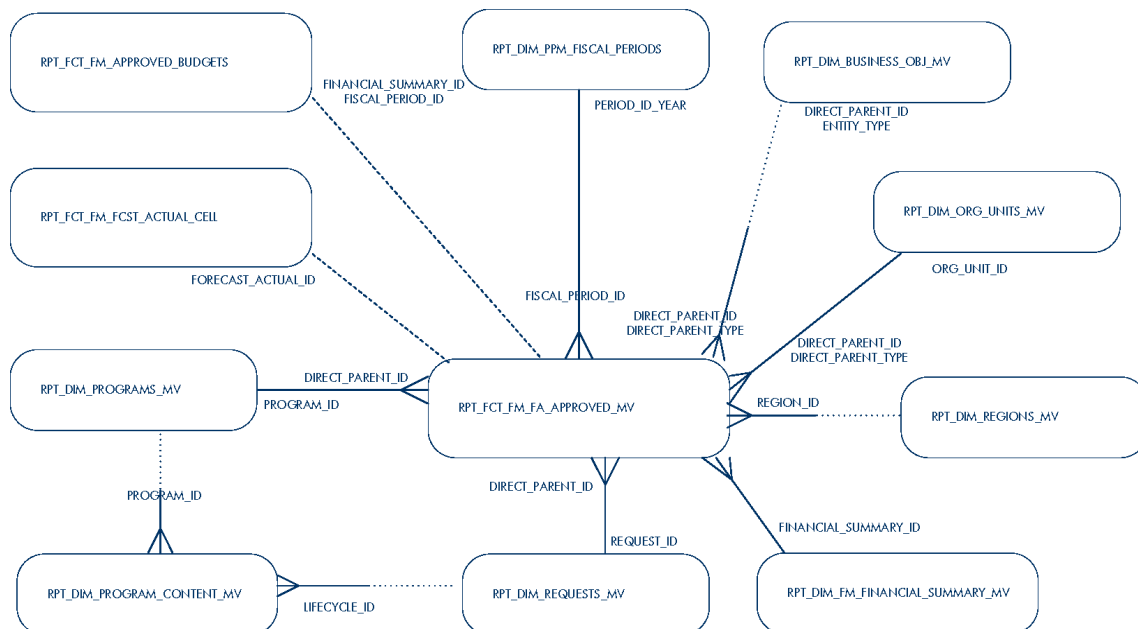 RPT_DIM_PPM_FISCAL_PERIODS
RPT_FCT_FM_APPROVED_BUDGETS
RPT_DIM_BUSINESS_OBJ_MV
FINANCIAL_SUMMARY_ID
FISCAL_PERIOD_ID
PERIOD_ID_YEAR
DIRECT_PARENT_ID
ENTITY_TYPE
RPT_FCT_FM_FCST_ACTUAL_CELL
RPT_DIM_ORG_UNITS_MV
FORECAST_ACTUAL_ID
ORG_UNIT_ID
FISCAL_PERIOD_ID
DIRECT_PARENT_ID
DIRECT_PARENT_TYPE
DIRECT_PARENT_ID
DIRECT_PARENT_TYPE
RPT_DIM_PROGRAMS_MV
DIRECT_PARENT_ID
PROGRAM_ID
RPT_FCT_FM_FA_APPROVED_MV
REGION_ID
RPT_DIM_REGIONS_MV
DIRECT_PARENT_ID
PROGRAM_ID
FINANCIAL_SUMMARY_ID
REQUEST_ID
RPT_DIM_PROGRAM_CONTENT_MV
LIFECYCLE_ID
RPT_DIM_REQUESTS_MV
RPT_DIM_FM_FINANCIAL_SUMMARY_MV